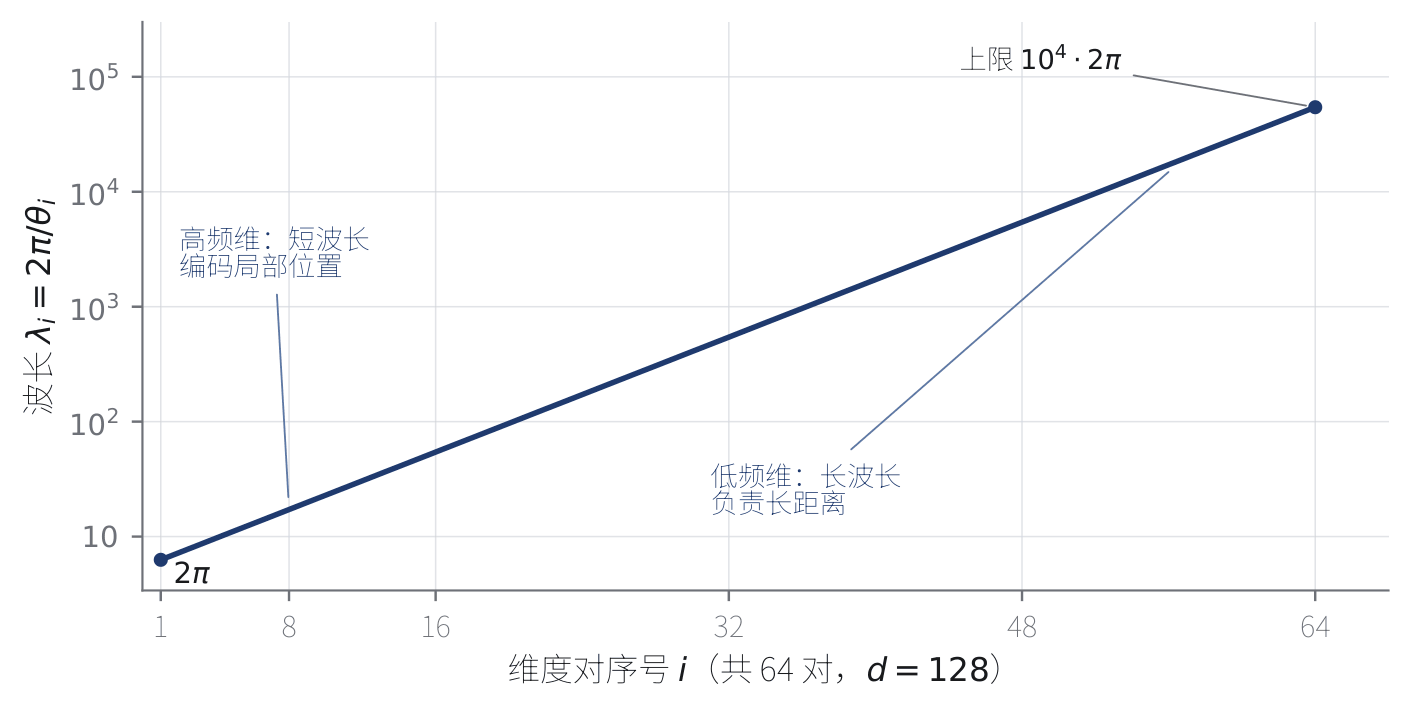 上限 10⁴ · 2π
10⁵
10⁴
10³
10²
10
波长 λᵢ = 2π/θᵢ
高频维：短波长
编码局部位置
低频维：长波长
负责长距离
2π
1 8 16 32 48 64
维度对序号 i（共 64 对，d = 128）